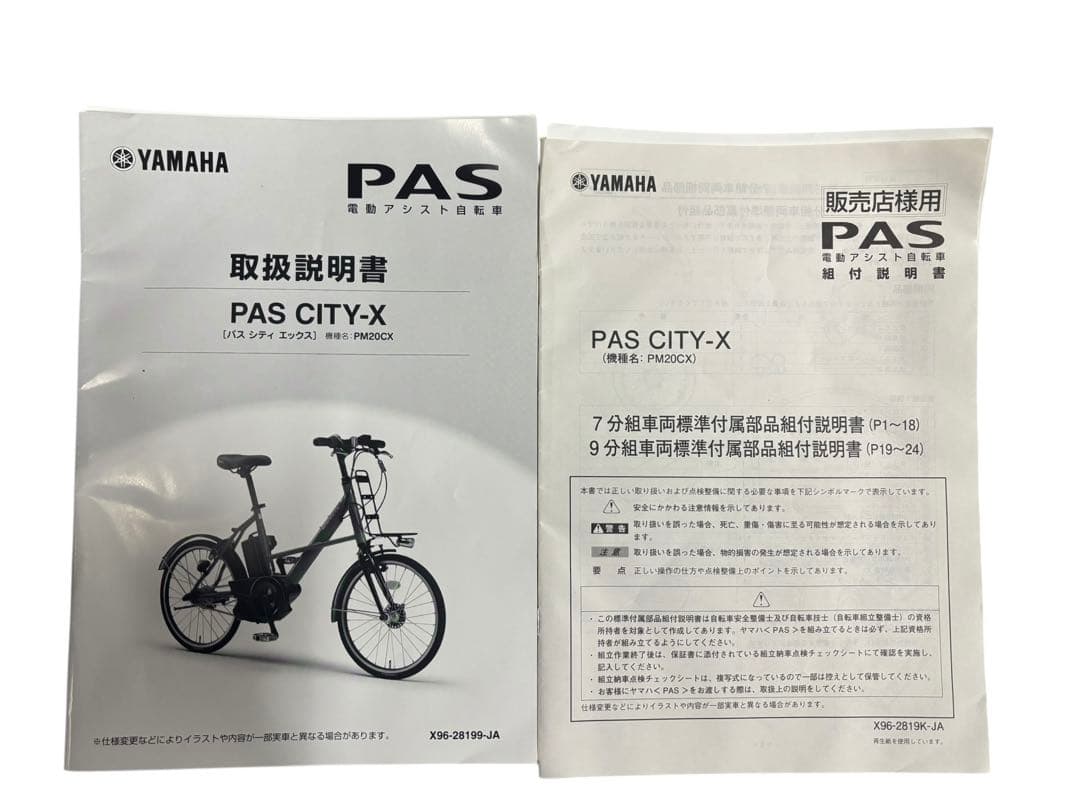 YAMAHA
PAS
電動アシスト自転車
取扱説明書
PAS CITY-X
[パス シティ エックス] 機種名:PM20CX
※仕様変更などによりイラストや内容が一部実車と異なる場合があります。
X96-28199-JA
YAMAHA
販売店様用
PAS
電動アシスト自転車
組付説明書
PAS CITY-X
(機種名: PM20CX)
7分組車両標準付属部品組付説明書(P1〜18)
9分組車両標準付属部品組付説明書(P19〜24)
本書では正しい取り扱いおよび点検整備に関する必要な事項を下記シンボルマークで表示しています。
安全にかかわる注意情報を示してあります。
警告 取り扱いを誤った場合、死亡、重傷・傷害に至る可能性が想定される場合を示してあり
ます。
注意 取り扱いを誤った場合、物的損害の発生が想定される場合を示してあります。
要点 正しい操作の仕方や点検整備上のポイントを示してあります。
・この標準付属部品組付説明書は自転車安全整備士及び自転車技士(自転車組立整備士)の資格
所持者を対象として作成してあります。ヤマハ<PAS>を組み立てるときは必ず、上記資格所
持者が組み立てるようにしてください。
・組立作業終了後は、保証書に添付されている組立納車点検チェックシートにて確認を実施し、
記入してください。
・組立納車点検チェックシートは、複写式になっているので一部は控えとして保管してください。
・お客様にヤマハ<PAS>をお渡しする際は、取扱上の説明をしてください。
仕様変更などによりイラストや内容が一部実車と異なる場合があります。
X96-2819K-JA
再生紙を使用しています。